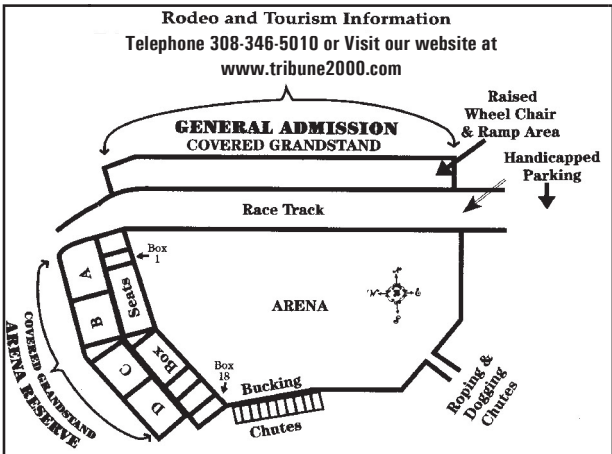 Rodeo and Tourism Information
Telephone 308-346-5010 or Visit our website at
www.tribune2000.com
GENERAL ADMISSION
COVERED GRANDSTAND
Raised
Wheel Chair
& Ramp Area
Handicapped
Parking
Race Track
Box
1
A
B
C
D
Seats
Box
COVERED GRANDSTAND
ARENA RESERVE
ARENA
W
E
S
Box
18
Bucking
Chutes
Roping &
Dogging
Chutes